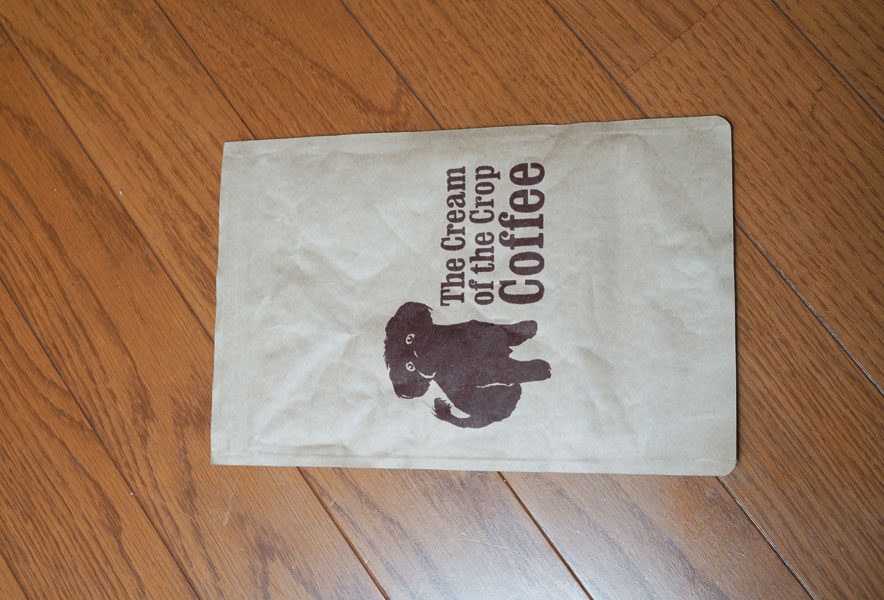 The Cream
of the Crop
Coffee